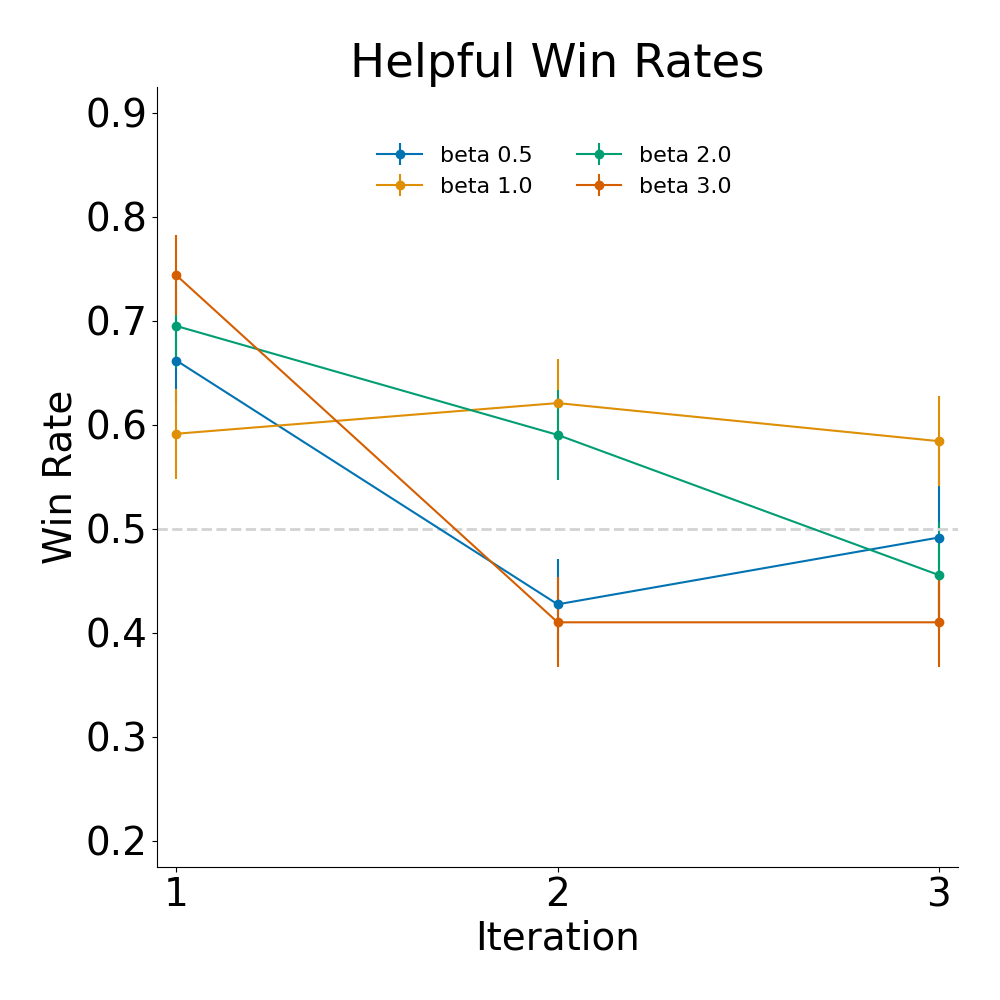 Helpful Win Rates
beta 0.5
beta 2.0
beta 1.0
beta 3.0
0.9
0.8
0.7
0.6
0.5
0.4
0.3
0.2
Win Rate
1 2 3
Iteration